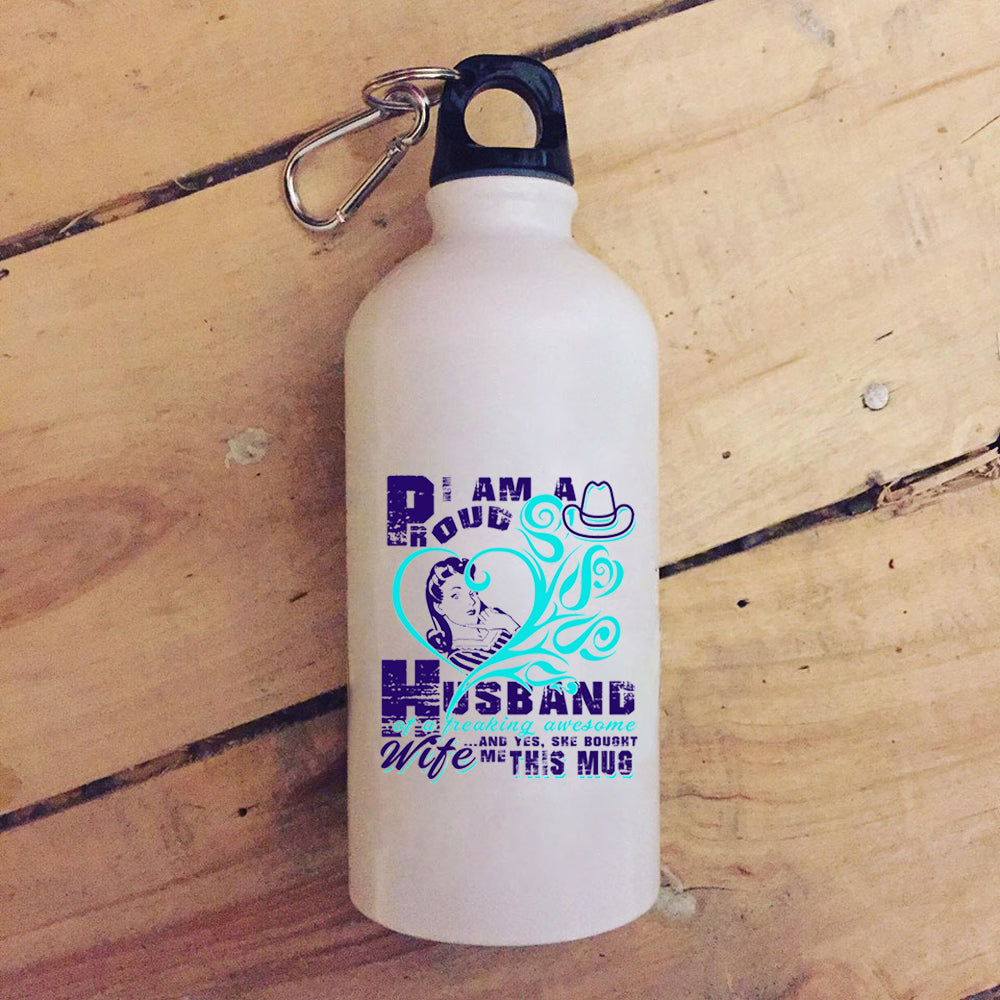 I AM A
PROUD
HUSBAND
of a freaking awesome
Wife ...AND YES, SHE BOUGHT
ME THIS MUG